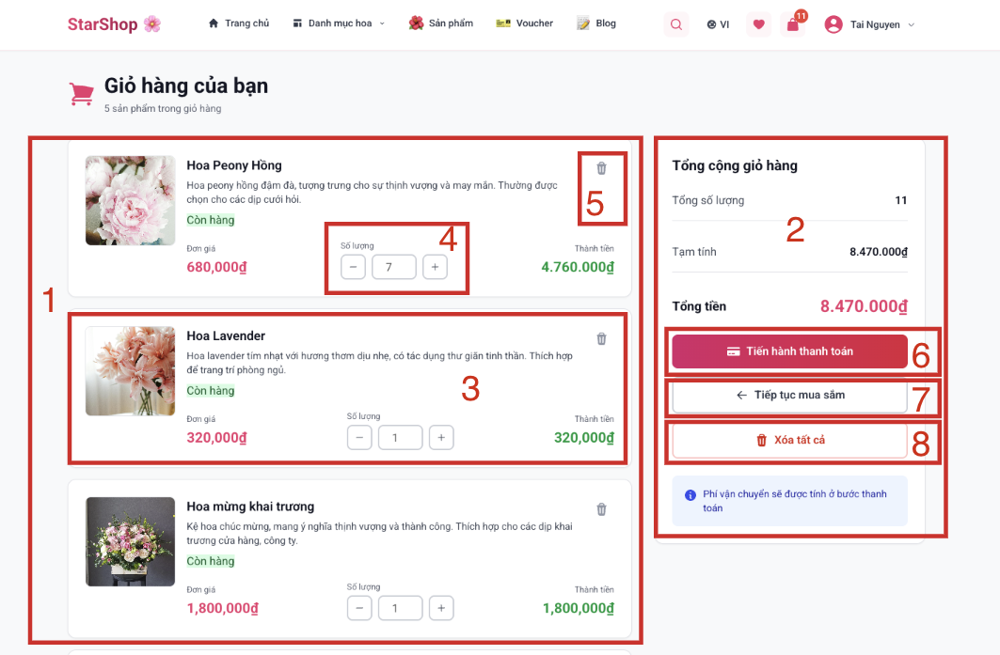 StarShop
Trang chủ
Danh mục hoa
Sản phẩm
Voucher
Blog
VI
11
Tai Nguyen
Giỏ hàng của bạn
5 sản phẩm trong giỏ hàng
1
Hoa Peony Hồng
Hoa peony hồng đậm đà, tượng trưng cho sự thịnh vượng và may mắn. Thường được
chọn cho các dịp cưới hỏi.
Còn hàng
5
Đơn giá
680,000₫
Số lượng
4
− 7 +
Thành tiền
4.760.000₫
Hoa Lavender
Hoa lavender tím nhạt với hương thơm dịu nhẹ, có tác dụng thư giãn tinh thần. Thích hợp
để trang trí phòng ngủ.
Còn hàng
3
Đơn giá
320,000₫
Số lượng
− 1 +
Thành tiền
320,000₫
Hoa mừng khai trương
Kệ hoa chúc mừng, mang ý nghĩa thịnh vượng và thành công. Thích hợp cho các dịp khai
trương cửa hàng, công ty.
Còn hàng
Đơn giá
1,800,000₫
Số lượng
− 1 +
Thành tiền
1,800,000₫
Tổng cộng giỏ hàng
Tổng số lượng 11
2
Tạm tính 8.470.000₫
Tổng tiền 8.470.000₫
Tiến hành thanh toán 6
Tiếp tục mua sắm 7
Xóa tất cả 8
Phí vận chuyển sẽ được tính ở bước thanh
toán